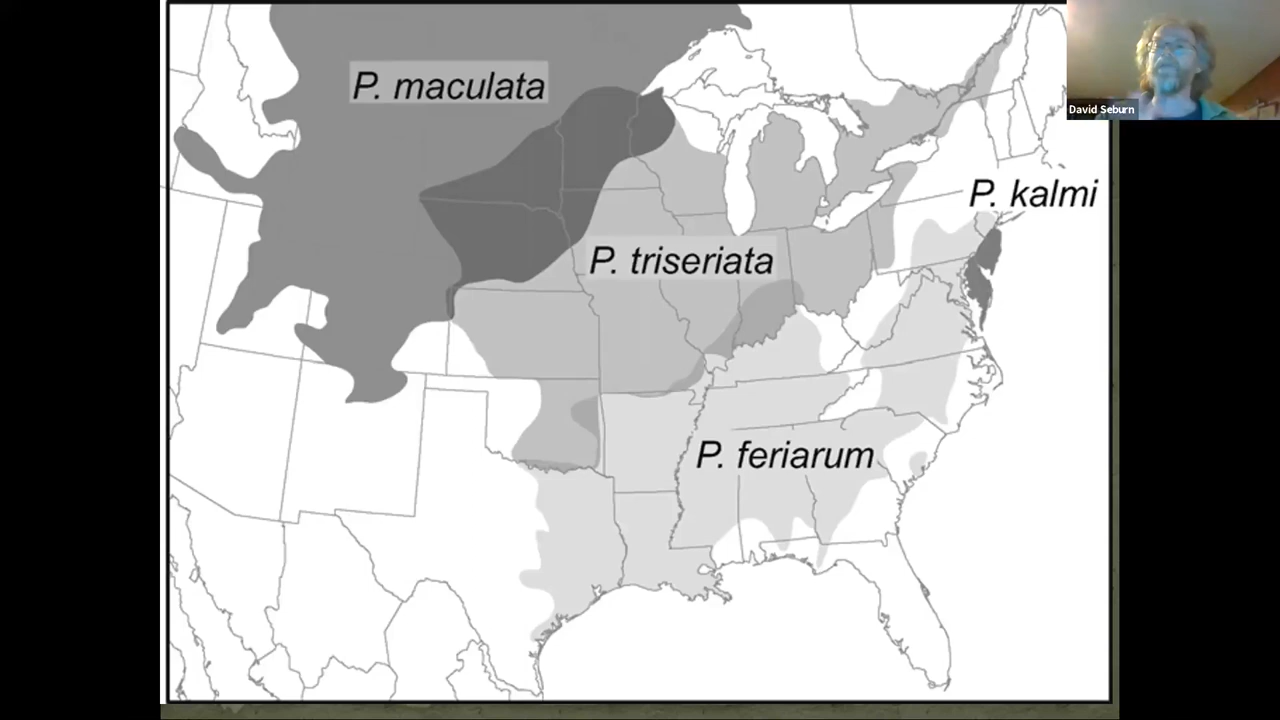 P. maculata
David Seburn
P. kalmi
P. triseriata
P. feriarum